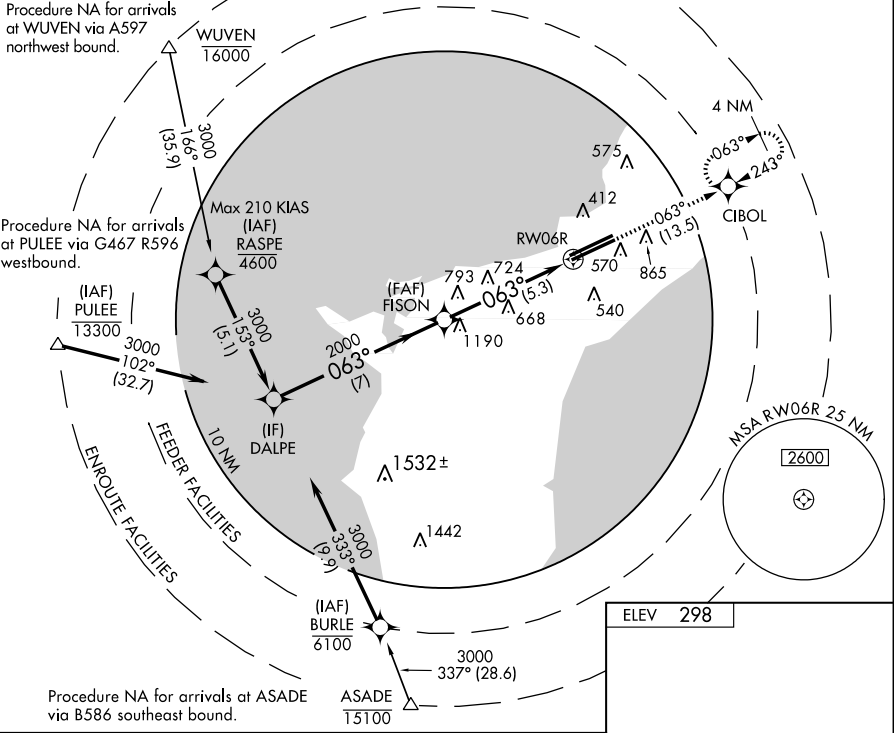 Procedure NA for arrivals
at WUVEN via A597
northwest bound.
WUVEN
16000
3000
166°
(35.9)
4 NM
063°
243°
CIBOL
575
412
Max 210 KIAS
(IAF)
RASPE
4600
Procedure NA for arrivals
at PULEE via G467 R596
westbound.
RW06R
063°
(13.5)
570
865
540
793
724
(FAF)
FISON
063°
(5.3)
668
1190
(IAF)
PULEE
13300
3000
102°
(32.7)
3000
153°
(5.1)
2000
063°
(7)
(IF)
DALPE
10 NM
FEEDER FACILITIES
ENROUTE FACILITIES
MSA RW06R 25 NM
2600
1532±
1442
3000
333°
(9.9)
(IAF)
BURLE
6100
ELEV 298
3000
337° (28.6)
ASADE
15100
Procedure NA for arrivals at ASADE
via B586 southeast bound.